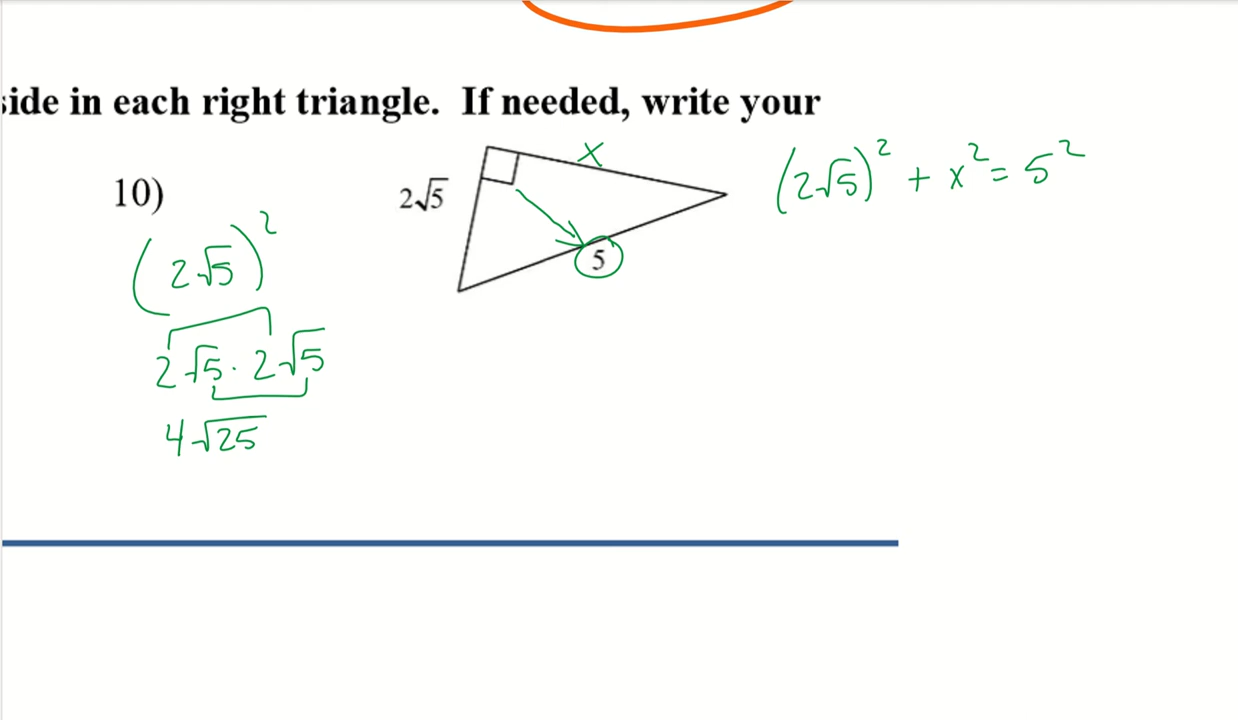 side in each right triangle. If needed, write your
10)
2√5
x
5
(2√5)² + x² = 5²
(2√5)²
2√5 · 2√5
4√25